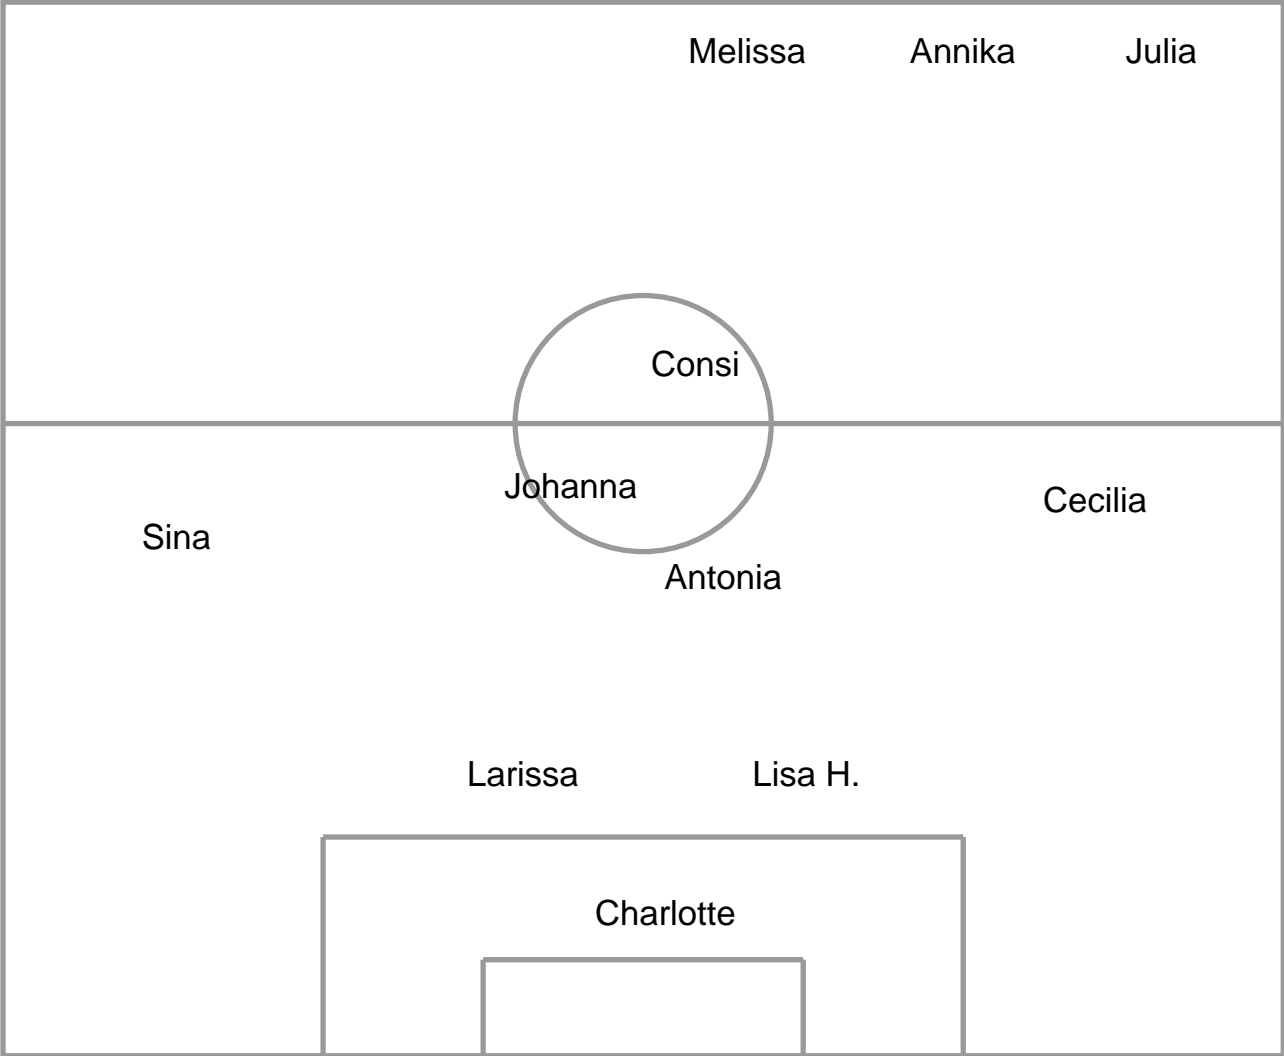 Melissa Annika Julia
Consi
Johanna
Cecilia
Sina
Antonia
Larissa Lisa H.
Charlotte